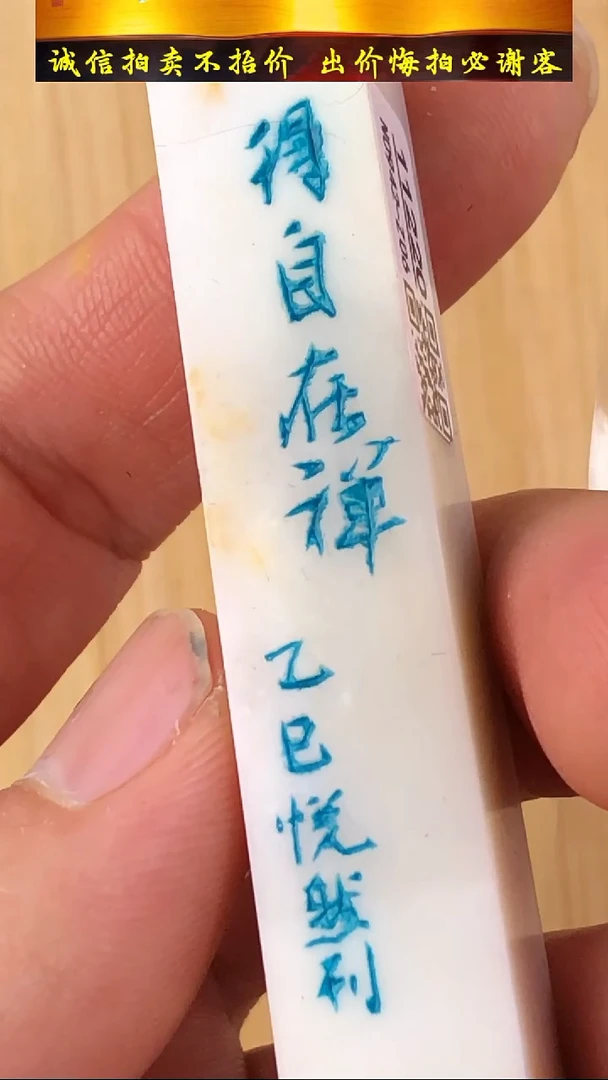 诚信拍卖不抬价 出价悔拍必谢客
得自在禅
乙巳悦然刊